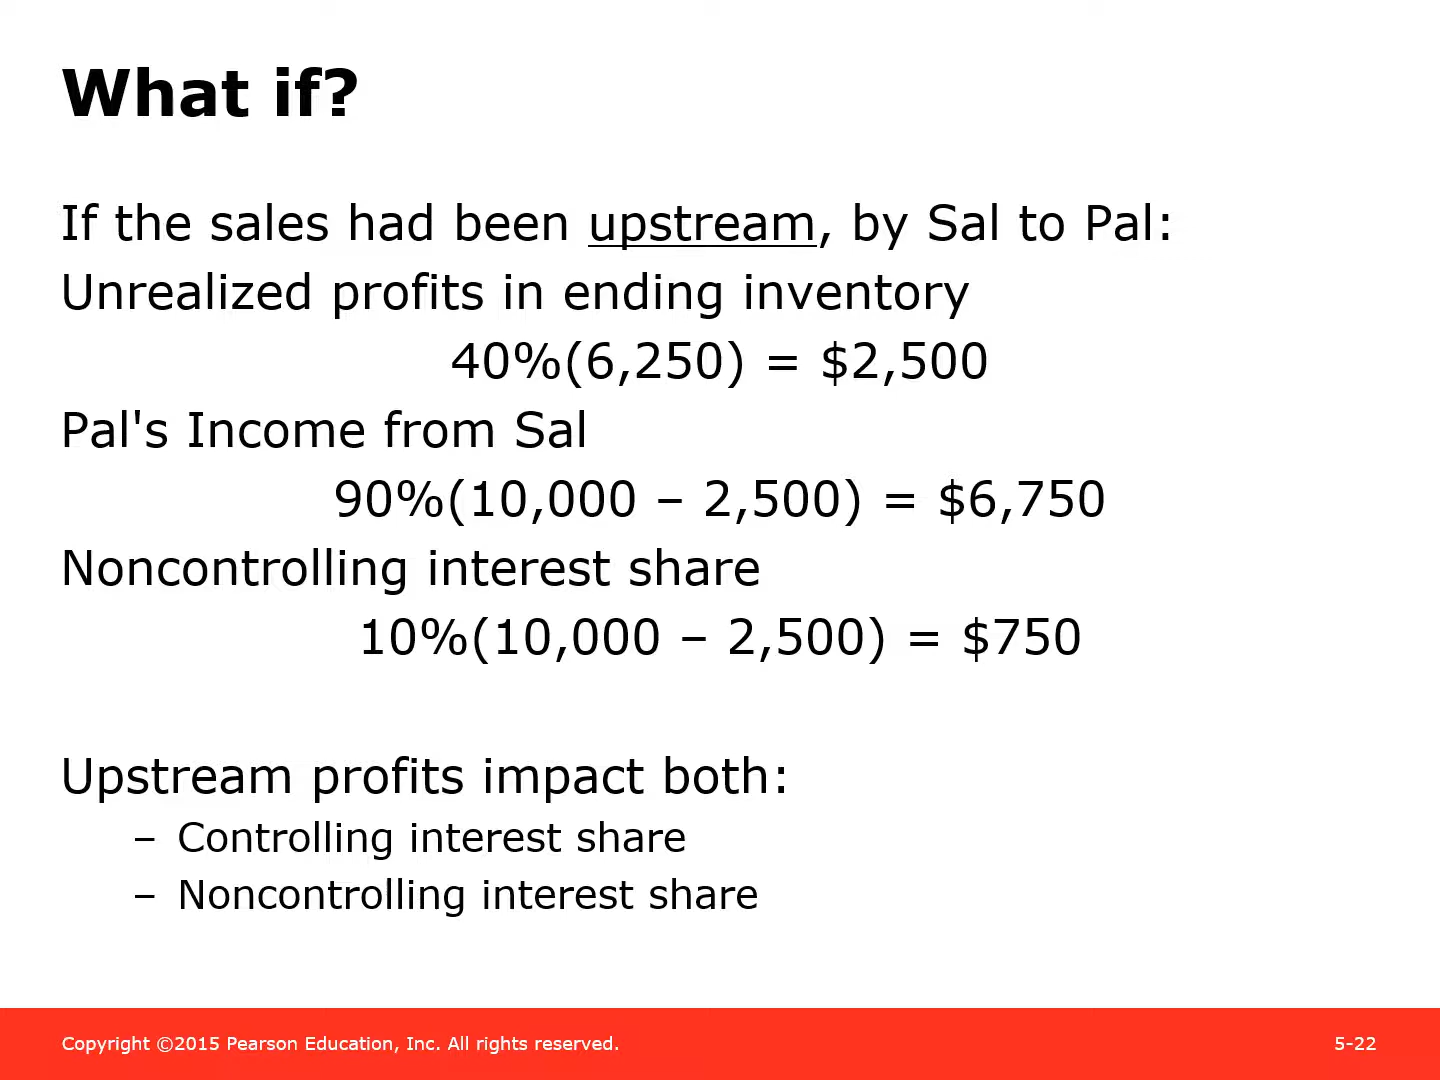 What if?
If the sales had been upstream, by Sal to Pal:
Unrealized profits in ending inventory
40%(6,250) = $2,500
Pal's Income from Sal
90%(10,000 – 2,500) = $6,750
Noncontrolling interest share
10%(10,000 – 2,500) = $750
Upstream profits impact both:
– Controlling interest share
– Noncontrolling interest share
Copyright ©2015 Pearson Education, Inc. All rights reserved.
5-22